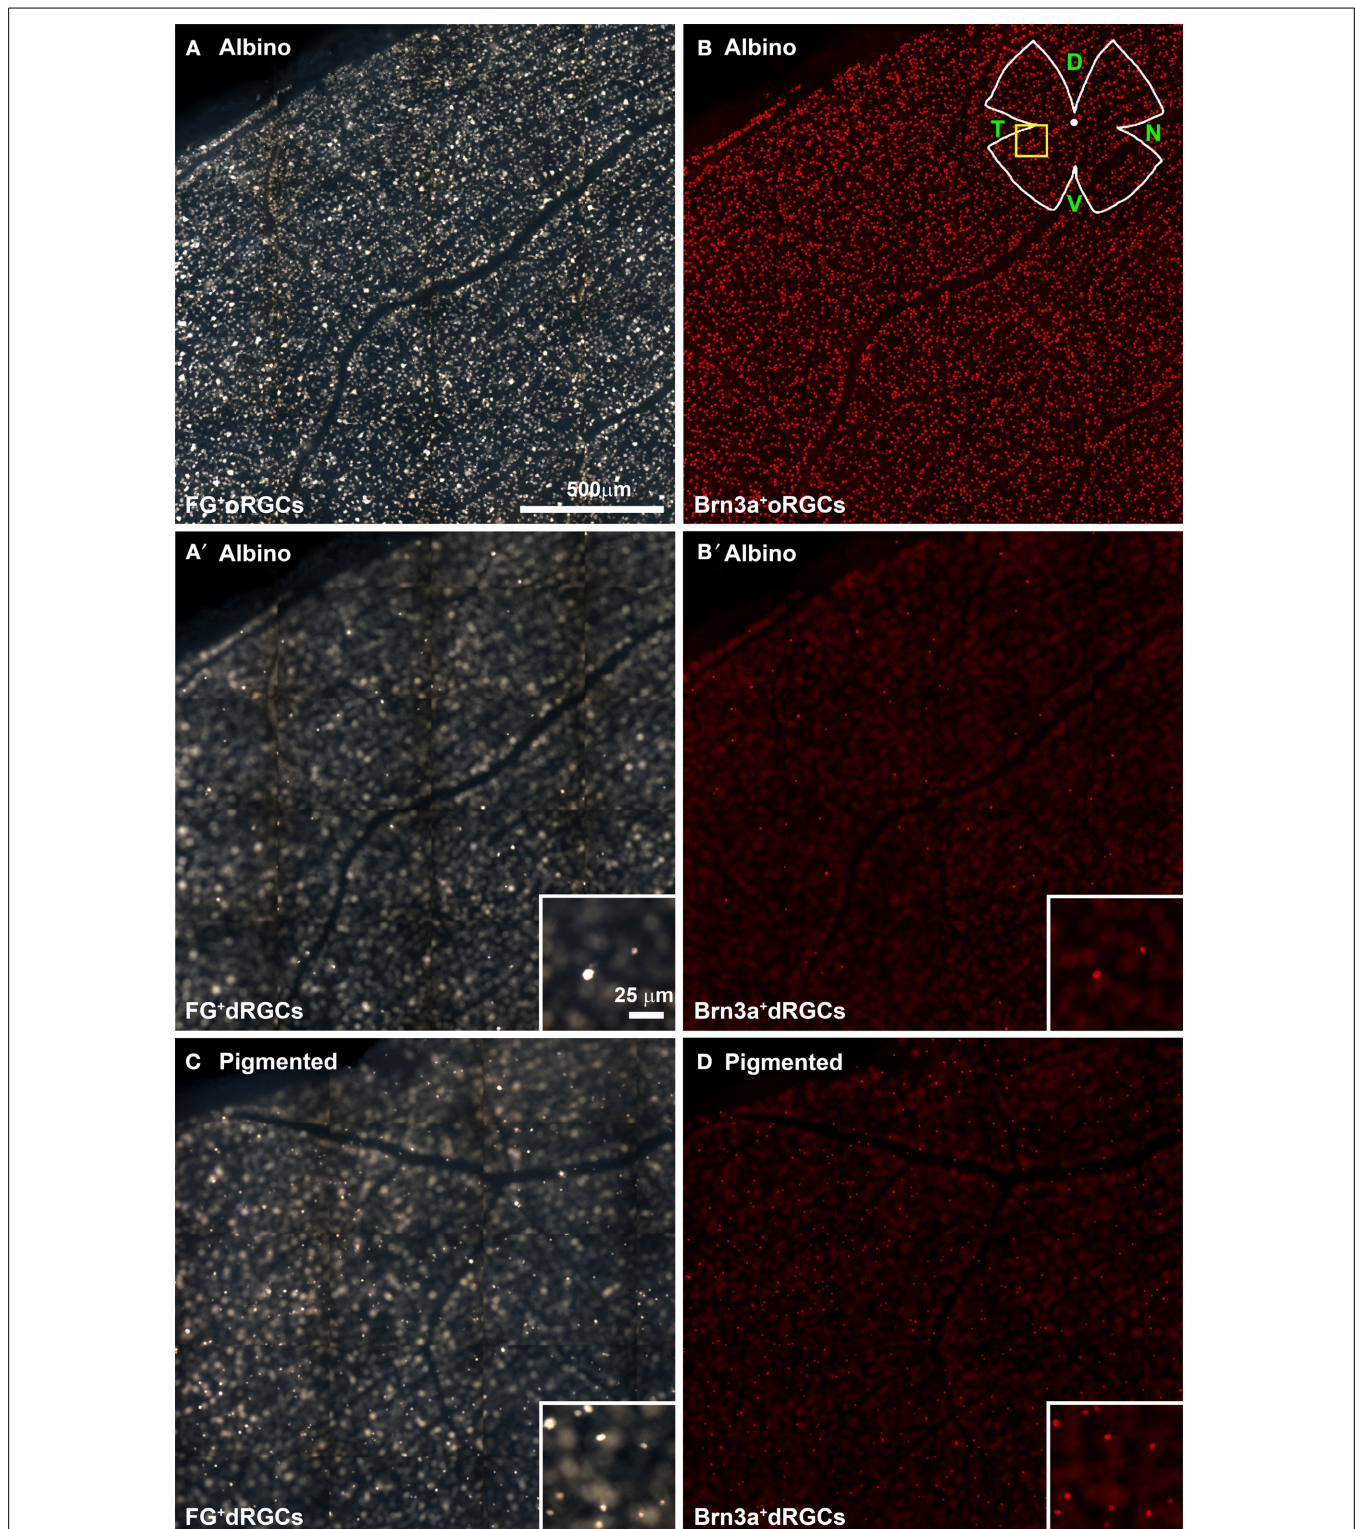 A Albino
FG⁺oRGCs
500μm
B Albino
D
T
N
V
Brn3a⁺oRGCs
A′ Albino
FG⁺dRGCs
25 μm
B′ Albino
Brn3a⁺dRGCs
C Pigmented
FG⁺dRGCs
D Pigmented
Brn3a⁺dRGCs